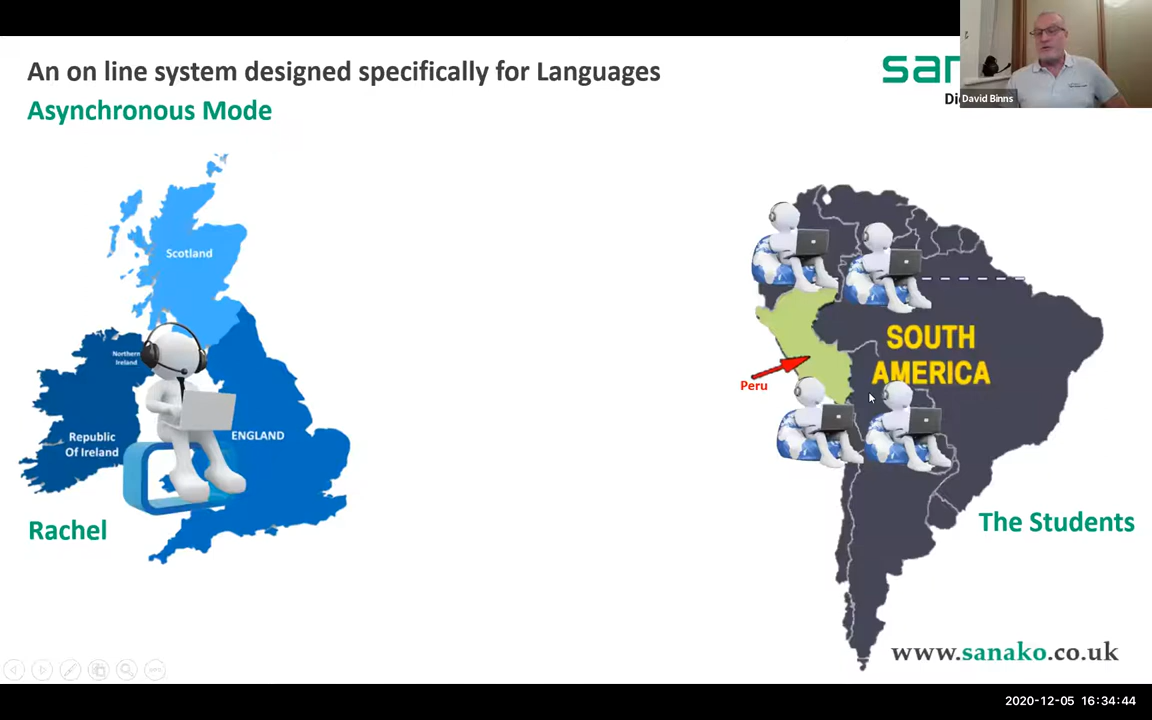 An on line system designed specifically for Languages
Asynchronous Mode
David Binns
Scotland
Northern
Ireland
Republic
Of Ireland
ENGLAND
Rachel
SOUTH
AMERICA
Peru
The Students
www.sanako.co.uk
2020-12-05 16:34:44